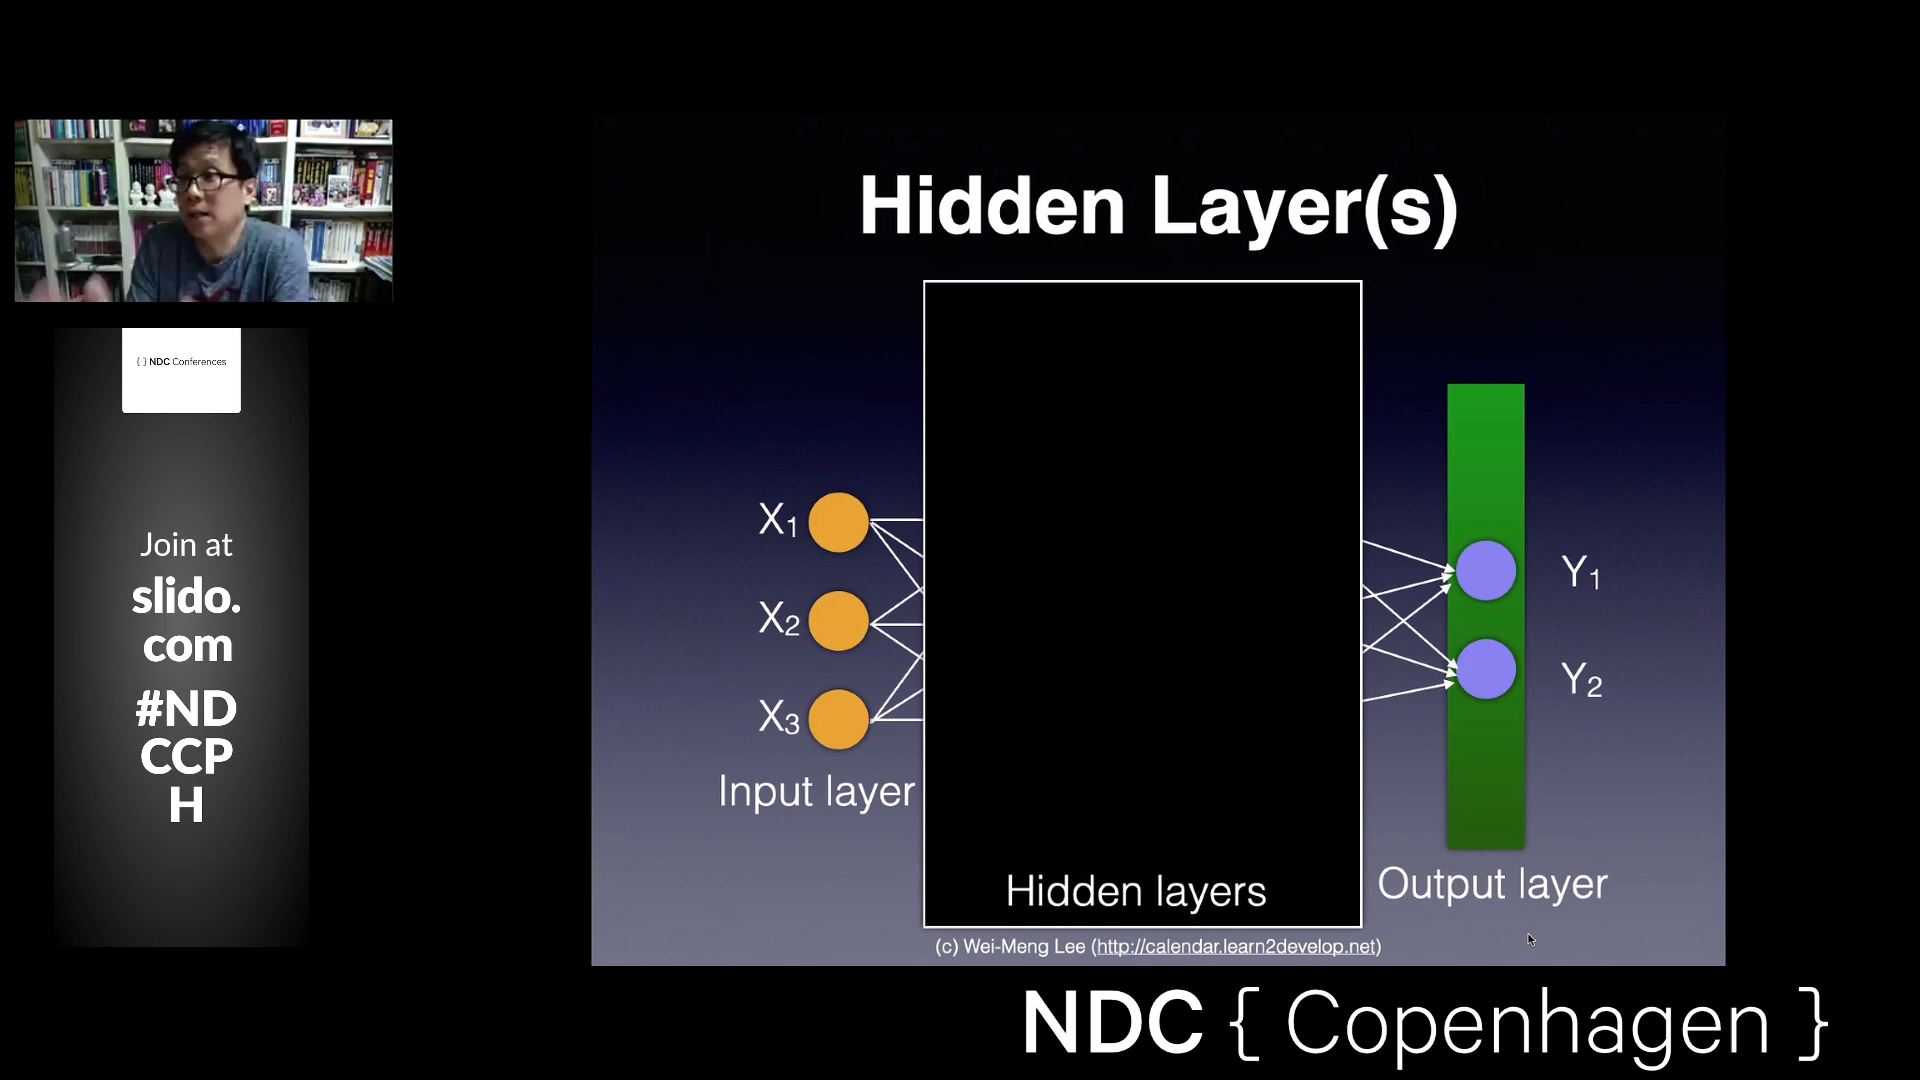 Hidden Layer(s)
{ } NDC Conferences
Join at
slido.
com
#ND
CCP
H
X1
X2
X3
Input layer
Hidden layers
Y1
Y2
Output layer
(c) Wei-Meng Lee (http://calendar.learn2develop.net)
NDC { Copenhagen }